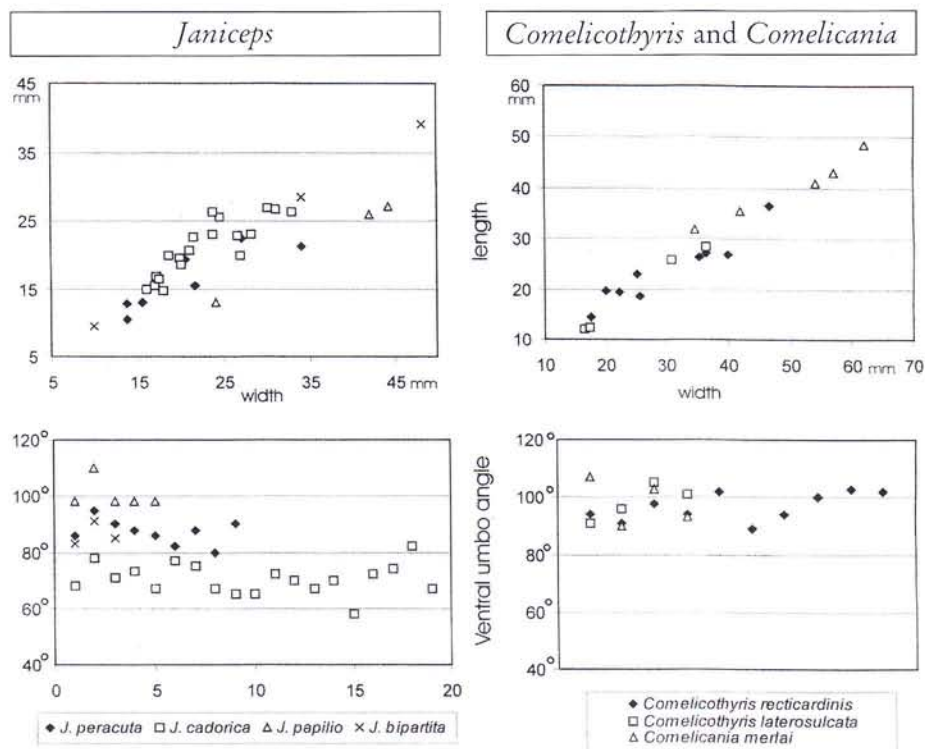 Janiceps
Comelicothyris and Comelicania
45
mm
35
25
15
5
5 15 25 35 45 mm
width
60
mm
50
40
30
20
10
length
10 20 30 40 50 60 mm 70
width
120°
100°
80°
60°
40°
0 5 10 15 20
◆ J. peracuta □ J. cadorica △ J. papilio × J. bipartita
Ventral umbo angle
120°
100°
80°
60°
40°
◆ Comelicothyris recticardinis
□ Comelicothyris laterosulcata
△ Comelicania merlai